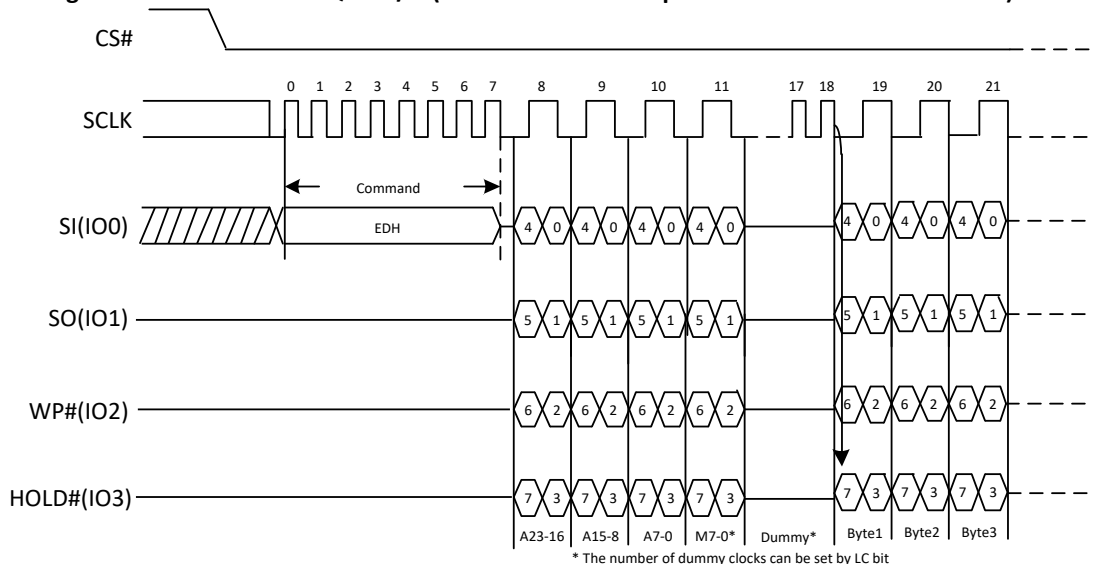 CS#
0 1 2 3 4 5 6 7 8 9 10 11 17 18 19 20 21
SCLK
Command
SI(IO0) EDH 4 0 4 0 4 0 4 0 4 0 4 0 4 0
SO(IO1) 5 1 5 1 5 1 5 1 5 1 5 1 5 1
WP#(IO2) 6 2 6 2 6 2 6 2 6 2 6 2 6 2
HOLD#(IO3) 7 3 7 3 7 3 7 3 7 3 7 3 7 3
A23-16 A15-8 A7-0 M7-0* Dummy* Byte1 Byte2 Byte3
* The number of dummy clocks can be set by LC bit